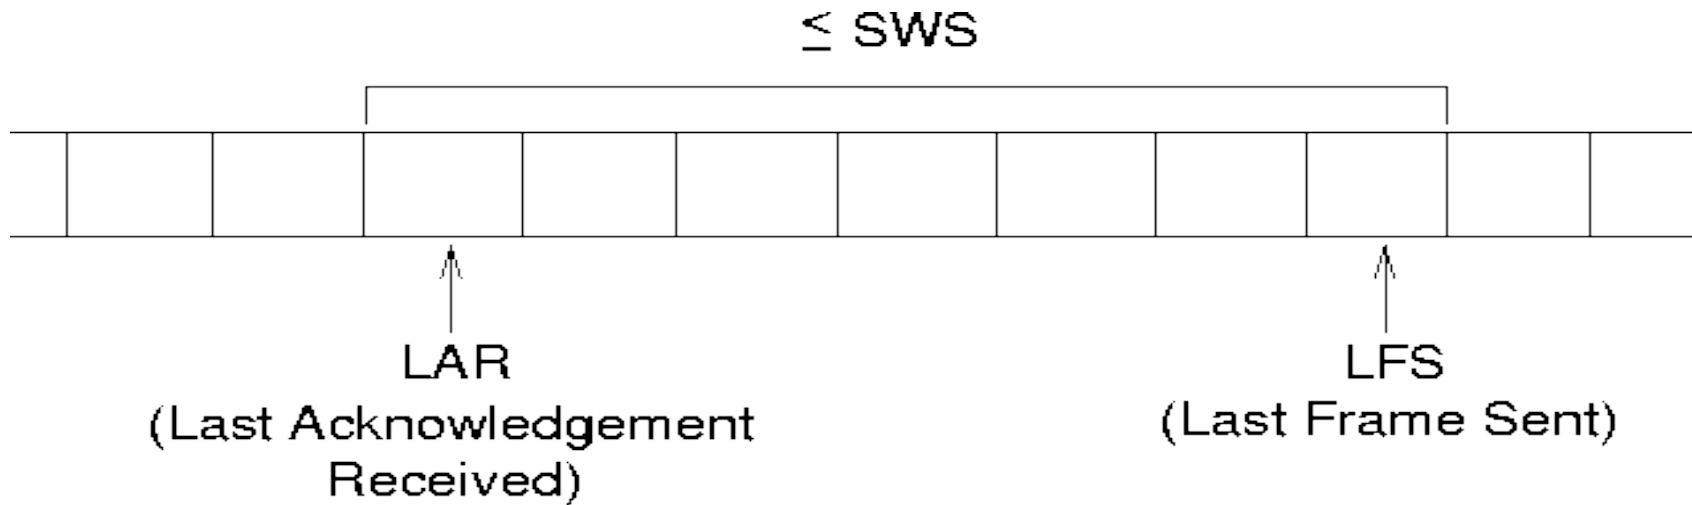 ≤ SWS
LAR
(Last Acknowledgement
Received)
LFS
(Last Frame Sent)